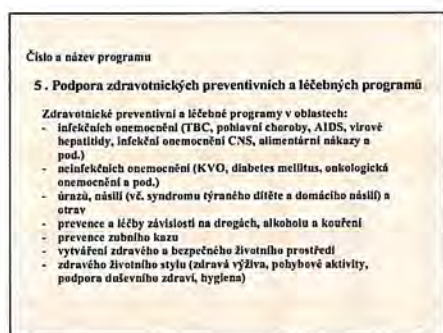 Číslo a název programu
5 . Podpora zdravotnických preventivních a léčebných programů
Zdravotnické preventivní a léčebné programy v oblastech:
- infekčních onemocnění (TBC, pohlavní choroby, AIDS, virové
hepatitidy, infekční onemocnění CNS, alimentární nákazy a
pod.)
- neinfekčních onemocnění (KVO, diabetes mellitus, onkologická
onemocnění a pod.)
- úrazů, násilí (vč. syndromu týraného dítěte a domácího násilí) a
otrav
- prevence a léčby závislosti na drogách, alkoholu a kouření
- prevence zubního kazu
- vytváření zdravého a bezpečného životního prostředí
- zdravého životního stylu (zdravá výživa, pohybové aktivity,
podpora duševního zdraví, hygiena)